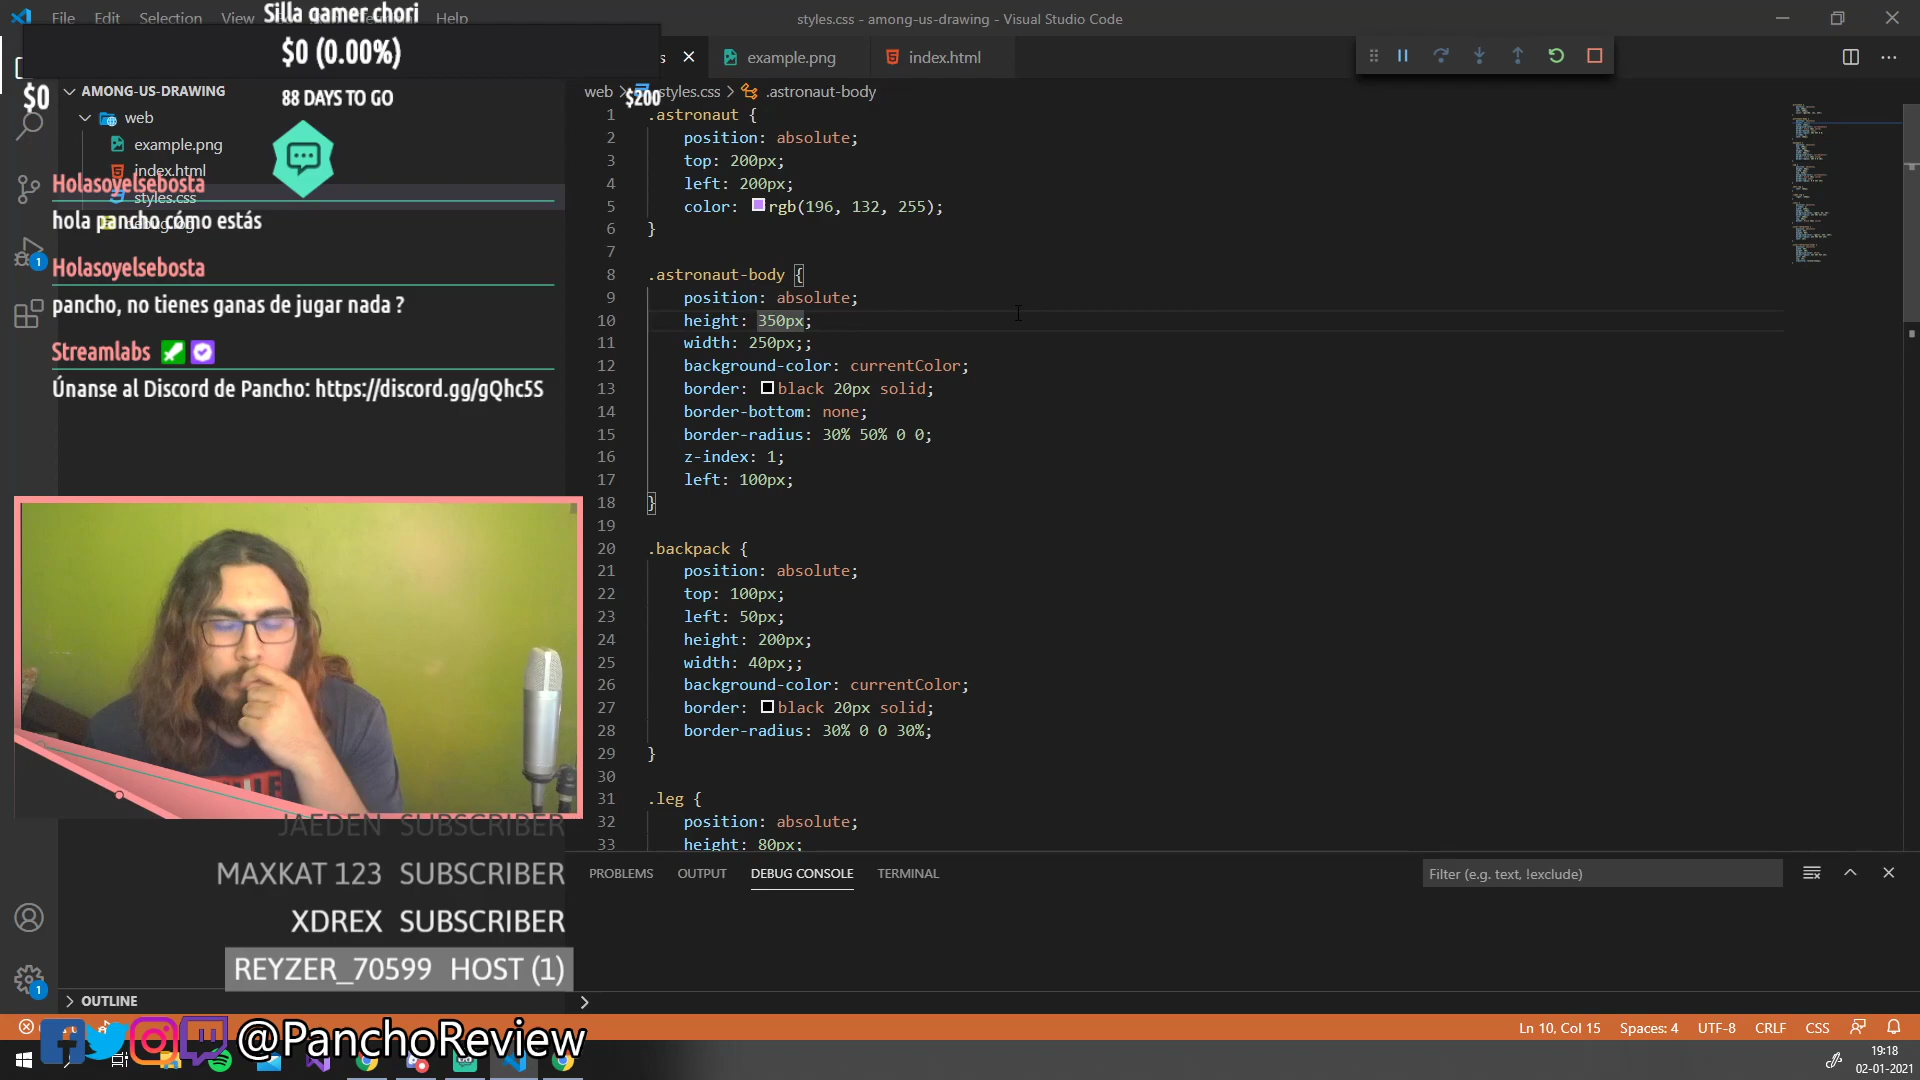 File Edit Selection View Help
styles.css - among-us-drawing - Visual Studio Code
Silla gamer chori
$0 (0.00%)
$0
88 DAYS TO GO
$200
example.png
index.html
AMONG-US-DRAWING
web
example.png
index.html
styles.css
debug.log
web > styles.css > .astronaut-body
Holasoyelsebosta
hola pancho cómo estás
Holasoyelsebosta
pancho, no tienes ganas de jugar nada ?
Streamlabs
Únanse al Discord de Pancho: https://discord.gg/gQhc5S
1 .astronaut {
2 position: absolute;
3 top: 200px;
4 left: 200px;
5 color: rgb(196, 132, 255);
6 }
7
8 .astronaut-body {
9 position: absolute;
10 height: 350px;
11 width: 250px;;
12 background-color: currentColor;
13 border: black 20px solid;
14 border-bottom: none;
15 border-radius: 30% 50% 0 0;
16 z-index: 1;
17 left: 100px;
18 }
19
20 .backpack {
21 position: absolute;
22 top: 100px;
23 left: 50px;
24 height: 200px;
25 width: 40px;;
26 background-color: currentColor;
27 border: black 20px solid;
28 border-radius: 30% 0 0 30%;
29 }
30
31 .leg {
32 position: absolute;
33 height: 80px;
JAEDEN SUBSCRIBER
MAXKAT 123 SUBSCRIBER
XDREX SUBSCRIBER
REYZER_70599 HOST (1)
PROBLEMS OUTPUT DEBUG CONSOLE TERMINAL
Filter (e.g. text, !exclude)
OUTLINE
1
1
@PanchoReview
Ln 10, Col 15 Spaces: 4 UTF-8 CRLF CSS
19:18
02-01-2021